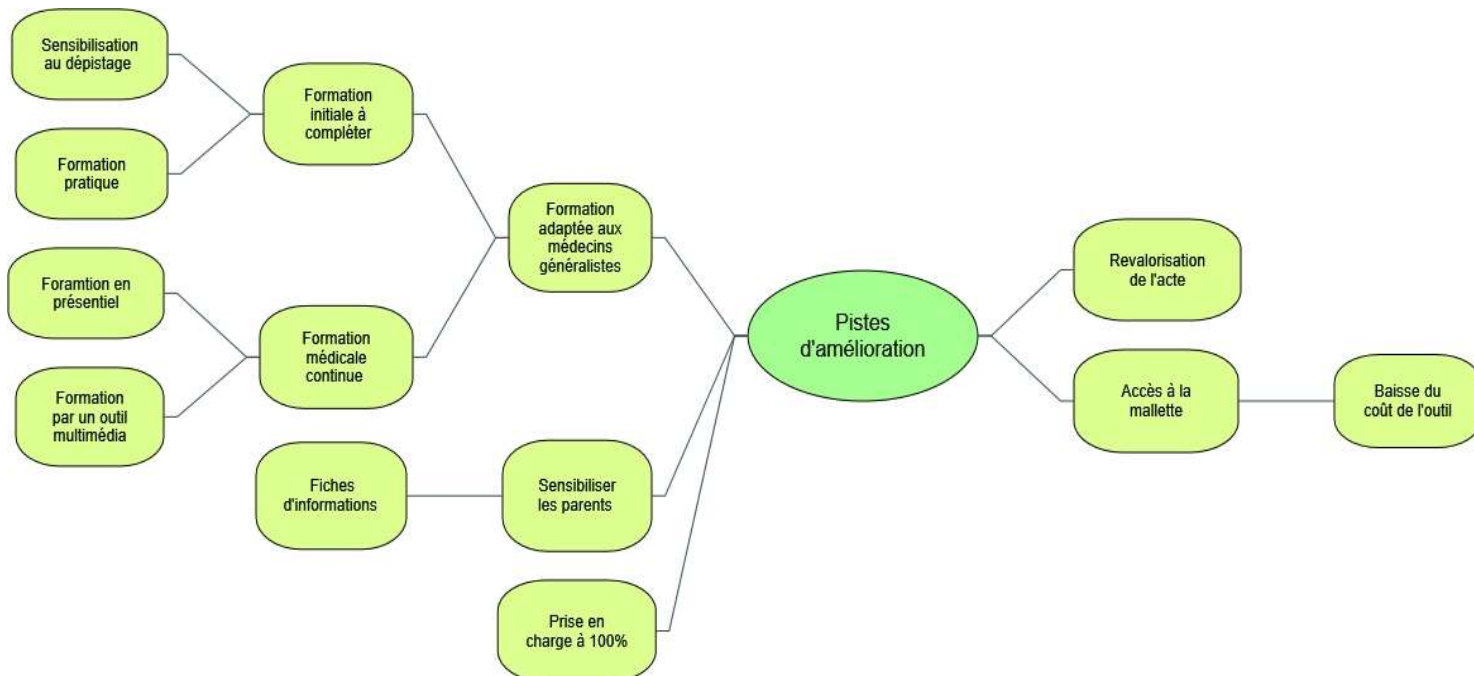 Sensibilisation
au dépistage
Formation
pratique
Formation
initiale à
compléter
Foramtion en
présentiel
Formation
par un outil
multimédia
Formation
médicale
continue
Formation
adaptée aux
médecins
généralistes
Fiches
d'informations
Sensibiliser
les parents
Prise en
charge à 100%
Pistes
d'amélioration
Revalorisation
de l'acte
Accès à la
mallette
Baisse du
coût de l'outil